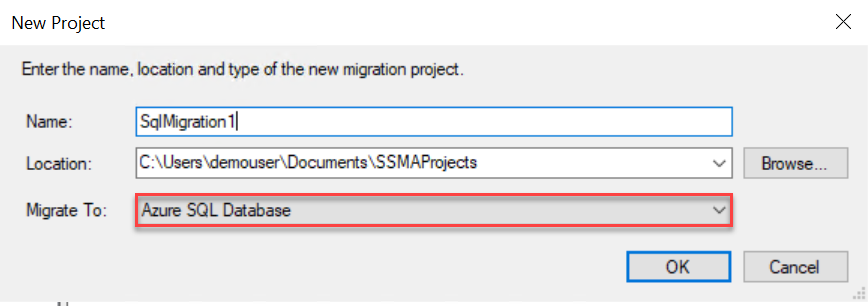 New Project
Enter the name, location and type of the new migration project.
Name: SqlMigration1
Location: C:\Users\demouser\Documents\SSMAProjects Browse...
Migrate To: Azure SQL Database
OK Cancel